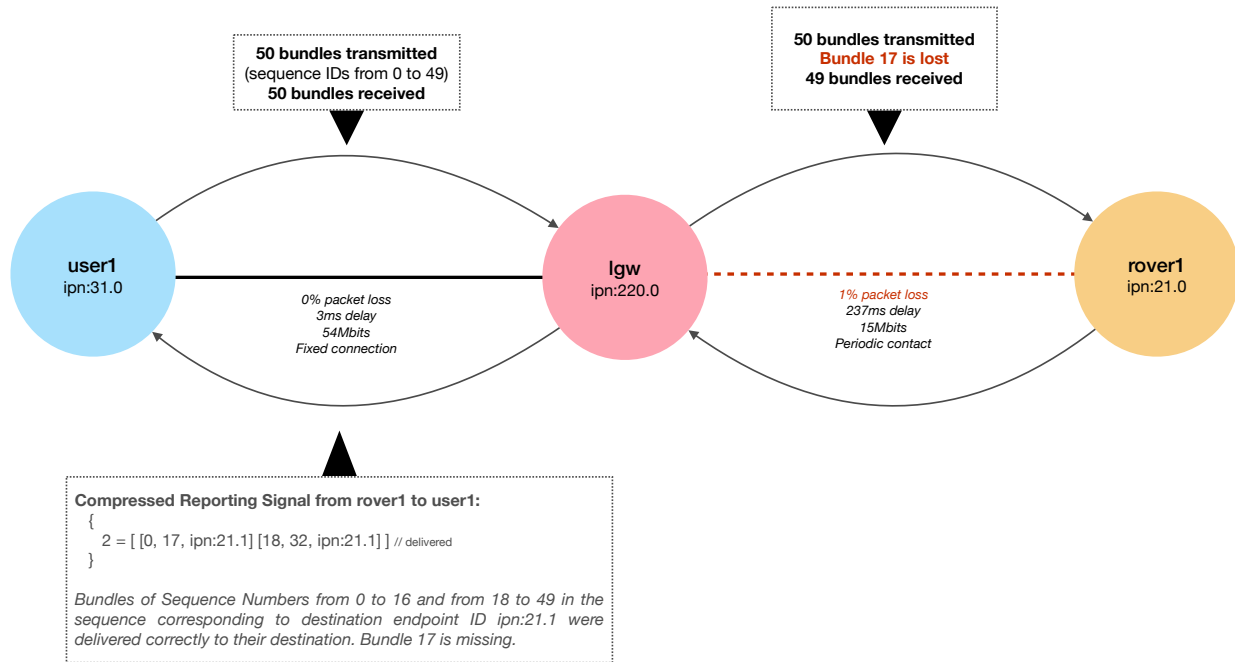 50 bundles transmitted
(sequence IDs from 0 to 49)
50 bundles received
50 bundles transmitted
Bundle 17 is lost
49 bundles received
user1
ipn:31.0
lgw
ipn:220.0
rover1
ipn:21.0
0% packet loss
3ms delay
54Mbits
Fixed connection
1% packet loss
237ms delay
15Mbits
Periodic contact
Compressed Reporting Signal from rover1 to user1:
{
2 = [ [0, 17, ipn:21.1] [18, 32, ipn:21.1] ] // delivered
}
Bundles of Sequence Numbers from 0 to 16 and from 18 to 49 in the
sequence corresponding to destination endpoint ID ipn:21.1 were
delivered correctly to their destination. Bundle 17 is missing.